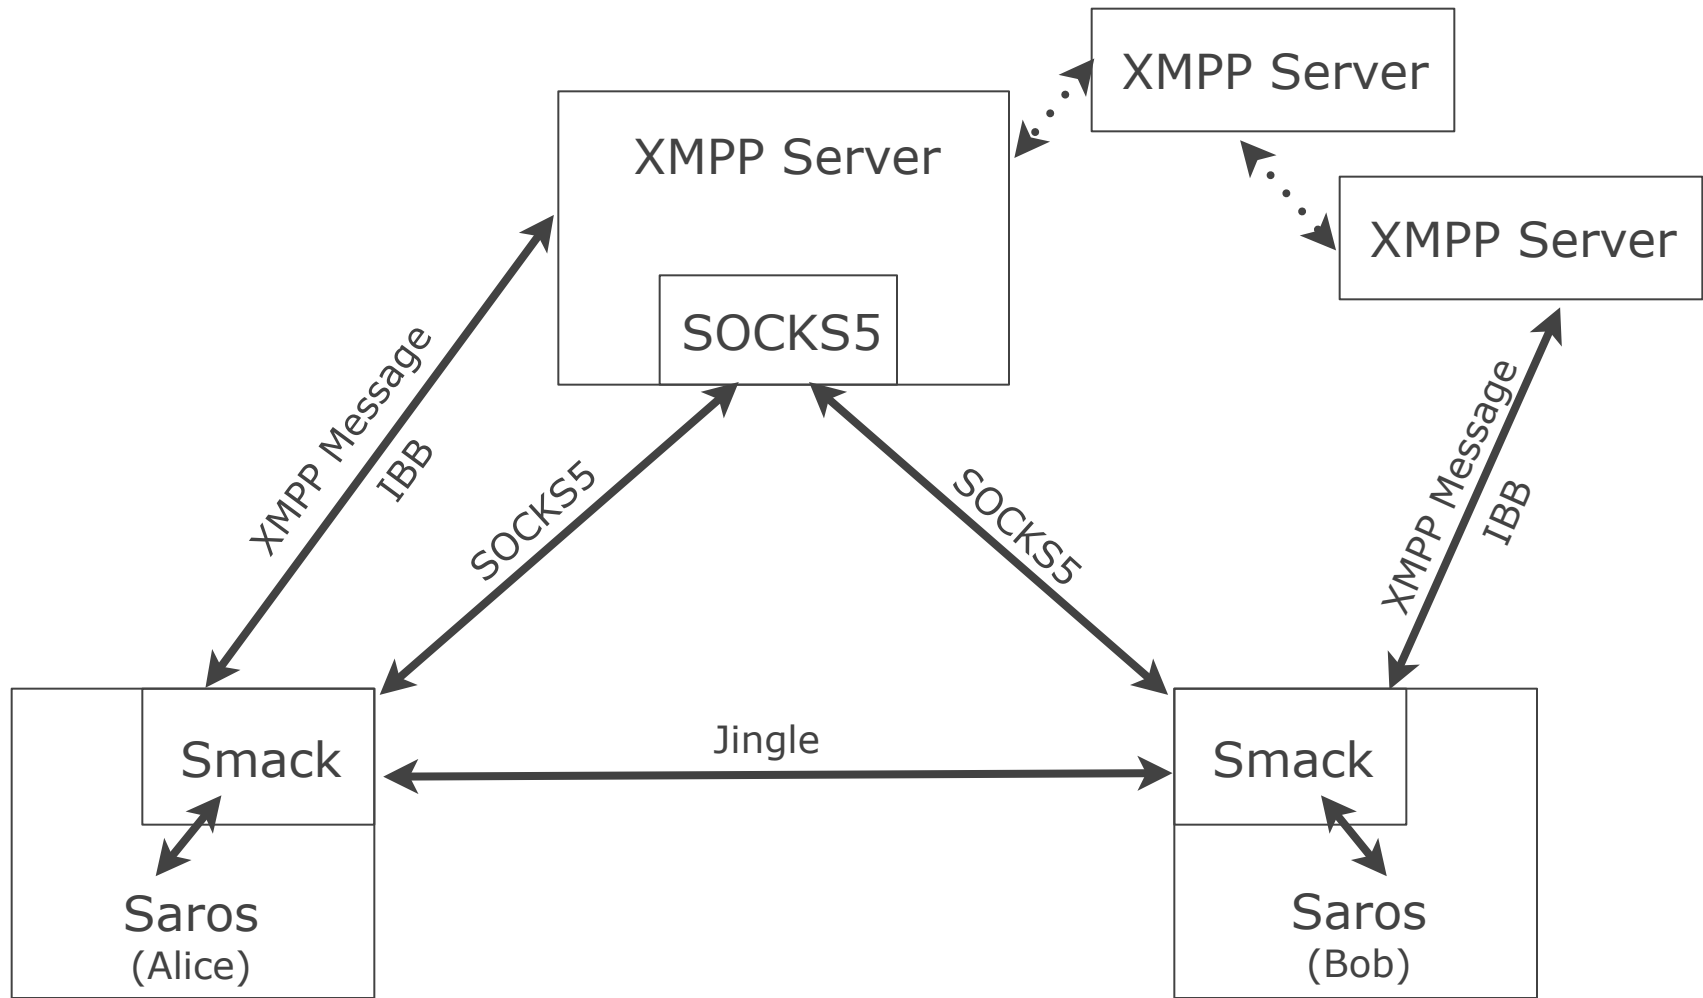 XMPP Server
XMPP Server
XMPP Server
SOCKS5
XMPP Message
IBB
SOCKS5
SOCKS5
XMPP Message
IBB
Jingle
Smack
Saros
(Alice)
Smack
Saros
(Bob)